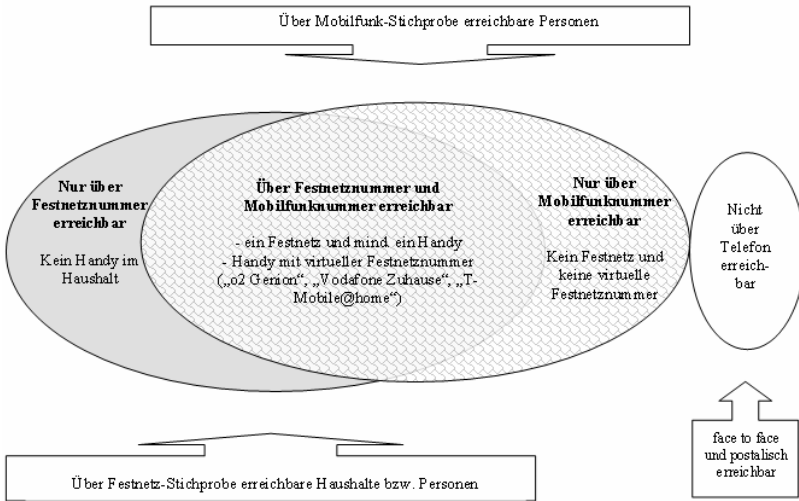 Über Mobilfunk-Stichprobe erreichbare Personen
Nur über
Festnetznummer
erreichbar
Kein Handy im
Haushalt
Über Festnetznummer und
Mobilfunknummer erreichbar
- ein Festnetz und mind. ein Handy
- Handy mit virtueller Festnetznummer
(„o2 Genion“, „Vodafone Zuhause“, „T-
Mobile@home“)
Nur über
Mobilfunknummer
erreichbar
Kein Festnetz und
keine virtuelle
Festnetznummer
Nicht
über
Telefon
erreich-
bar
face to face
und postalisch
erreichbar
Über Festnetz-Stichprobe erreichbare Haushalte bzw. Personen